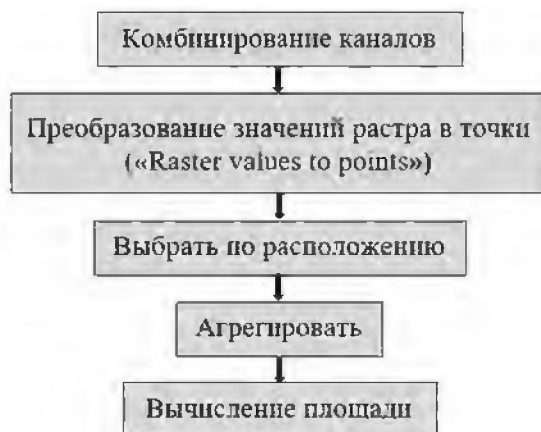 Комбинирование каналов
Преобразование значений растра в точки
(«Raster values to points»)
Выбрать по расположению
Агрегировать
Вычисление площади